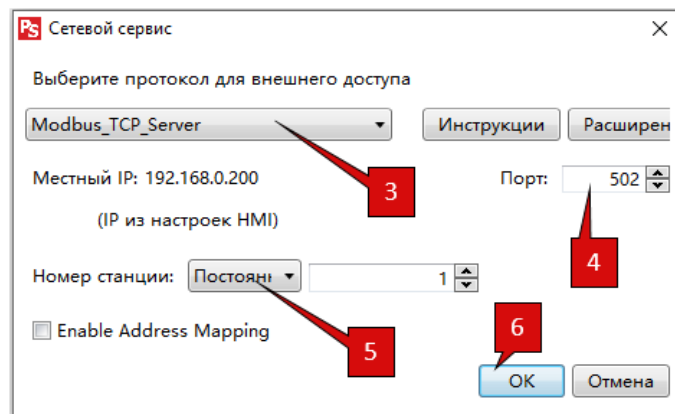 PS Сетевой сервис
Выберите протокол для внешнего доступа
Modbus_TCP_Server Инструкции Расширен
Местный IP: 192.168.0.200 3 Порт: 502
(IP из настроек HMI) 4
Номер станции: Постоянн 1
Enable Address Mapping 5 6
OK Отмена